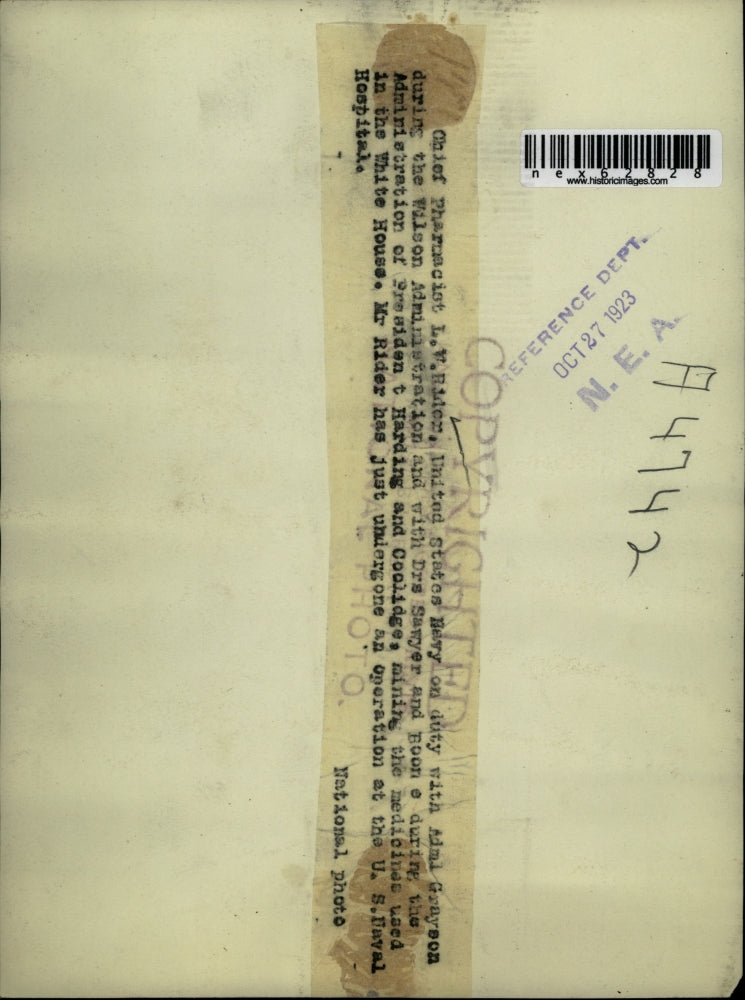 Chief Pharmacist L.W.Rider, United States Navy on duty with Adml Grayson
during the Wilson Administration and with Drs Sawyer and Boon e during the
Administration of Presiden t Harding and Coolidge, mining the medicines used
in the White House. Mr Rider has just undergone an Operation at the U. S.Naval
Hospital.
National photo
COPYRIGHTED
PHOTO.
nex62828
www.historicimages.com
REFERENCE DEPT.
OCT 27 1923
N. E. A.